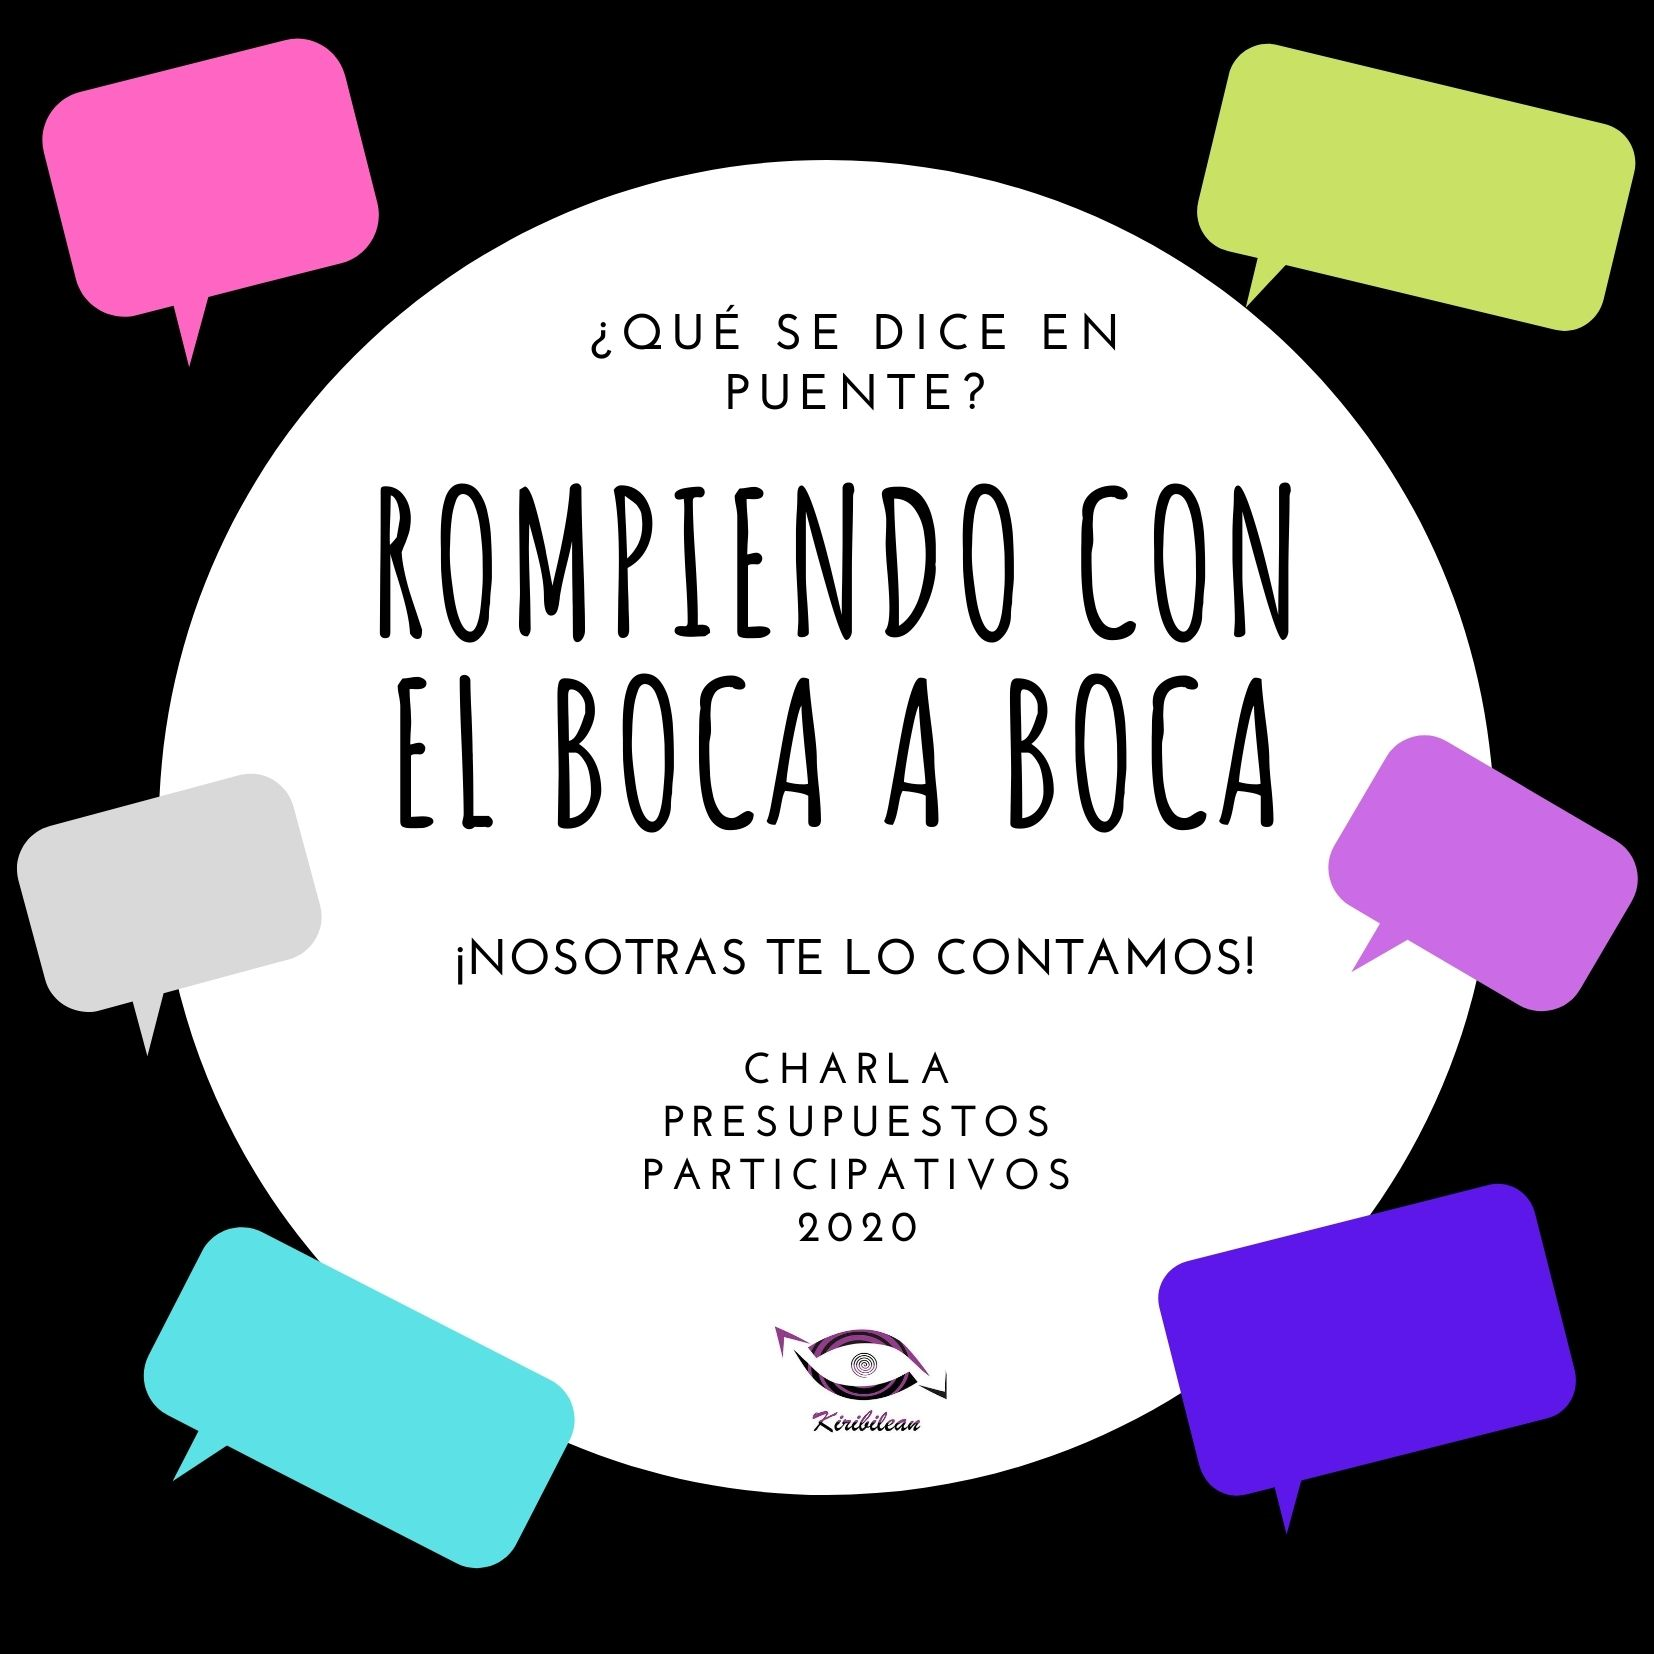 ¿QUÉ SE DICE EN
PUENTE?
ROMPIENDO CON
EL BOCA A BOCA
¡NOSOTRAS TE LO CONTAMOS!
CHARLA
PRESUPUESTOS
PARTICIPATIVOS
2020
Kiribilean